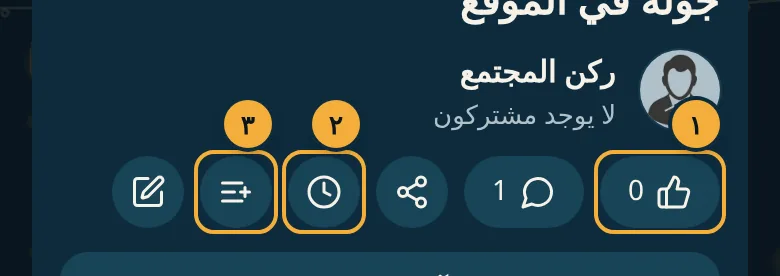 جولة في الموقع
ركن المجتمع
لا يوجد مشتركون
١ ٢ ٣
0 1